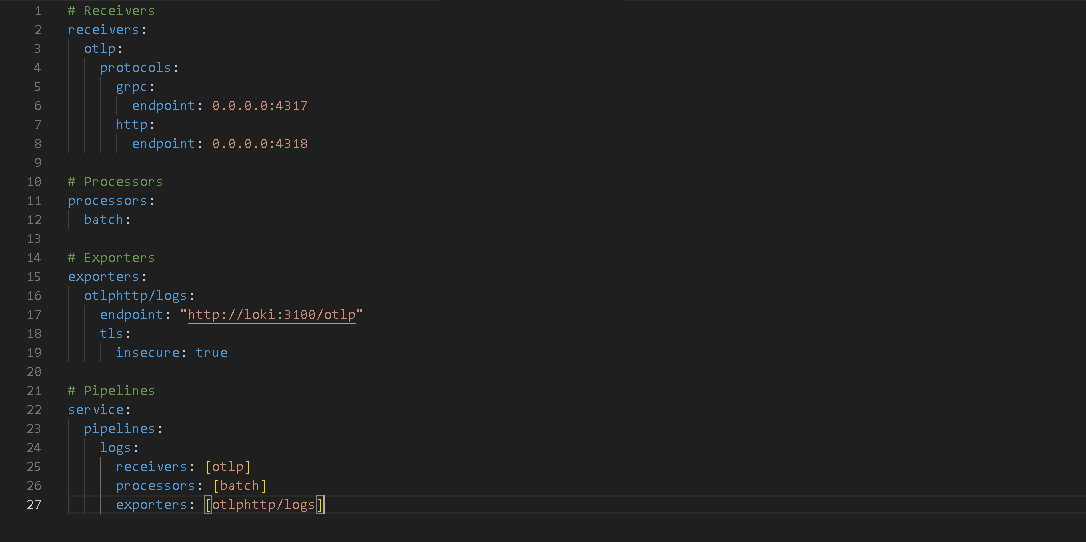 1 # Receivers
2 receivers:
3   otlp:
4     protocols:
5       grpc:
6         endpoint: 0.0.0.0:4317
7       http:
8         endpoint: 0.0.0.0:4318
9
10 # Processors
11 processors:
12   batch:
13
14 # Exporters
15 exporters:
16   otlphttp/logs:
17     endpoint: "http://loki:3100/otlp"
18     tls:
19       insecure: true
20
21 # Pipelines
22 service:
23   pipelines:
24     logs:
25       receivers: [otlp]
26       processors: [batch]
27       exporters: [otlphttp/logs]